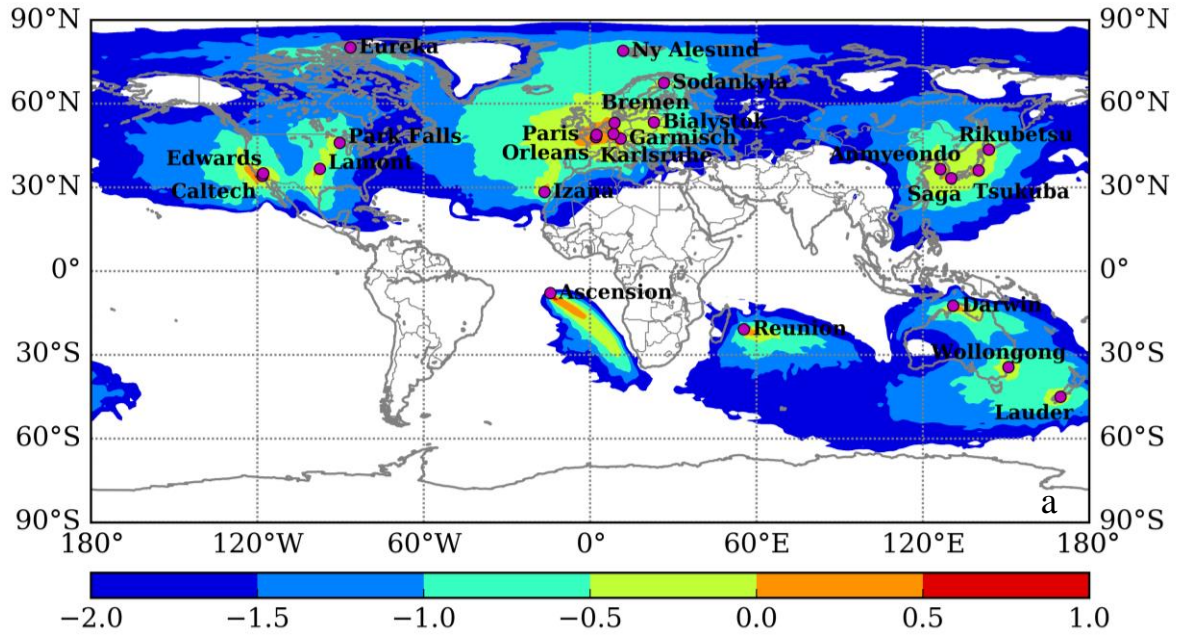 90°N 90°N
Eureka Ny Alesund
Sodankyla
60°N 60°N
Bremen
Bialystok
Park Falls Paris Garmisch Rikubetsu
Edwards Lamont Orleans Karlsruhe Anmyeondo
Caltech
30°N Izana Saga Tsukuba 30°N
0° 0°
Ascension Darwin
Reunion
30°S Wollongong 30°S
Lauder
60°S 60°S
a
90°S 90°S
180° 120°W 60°W 0° 60°E 120°E 180°
−2.0 −1.5 −1.0 −0.5 0.0 0.5 1.0